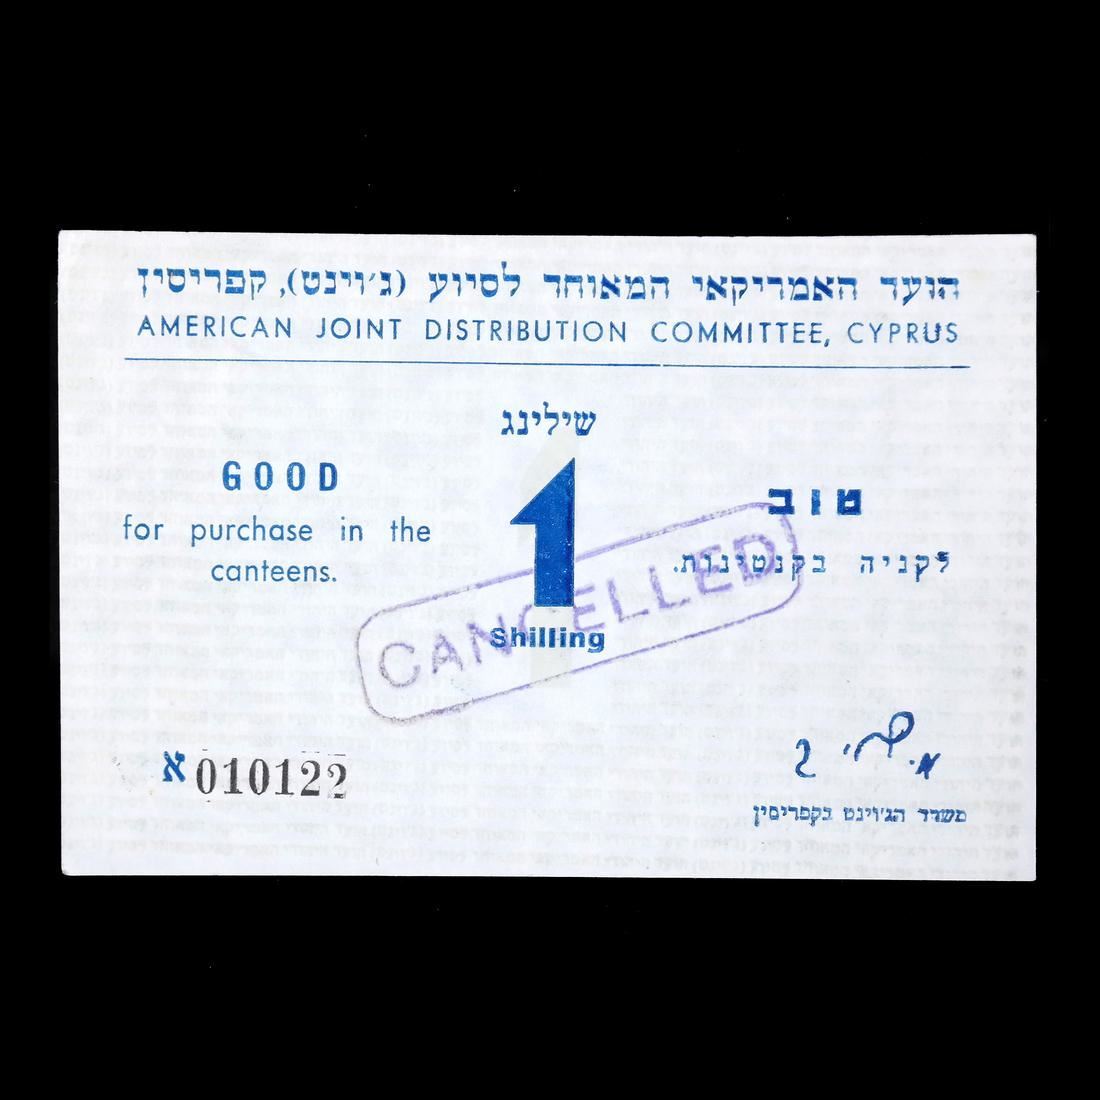 הועד האמריקאי המאוחד לסיוע (ג'וינט), קפריסין
AMERICAN JOINT DISTRIBUTION COMMITTEE, CYPRUS
שילינג
GOOD
for purchase in the
canteens.
1
Shilling
טוב
לקניה בקנטינות.
CANCELLED
א 010122
משרד הג'וינט בקפריסין